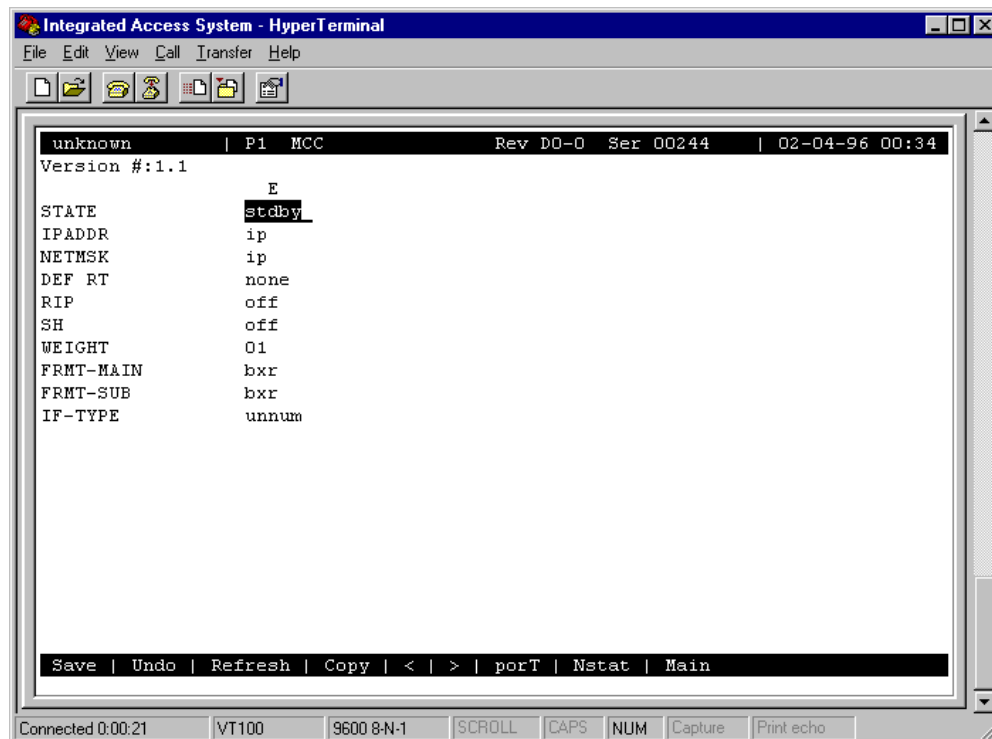 Integrated Access System - HyperTerminal
File Edit View Call Transfer Help
unknown | P1 MCC Rev D0-0 Ser 00244 | 02-04-96 00:34
Version #:1.1
E
STATE stdby
IPADDR ip
NETMSK ip
DEF RT none
RIP off
SH off
WEIGHT 01
FRMT-MAIN bxr
FRMT-SUB bxr
IF-TYPE unnum
Save | Undo | Refresh | Copy | < | > | porT | Nstat | Main
Connected 0:00:21 VT100 9600 8-N-1 SCROLL CAPS NUM Capture Print echo